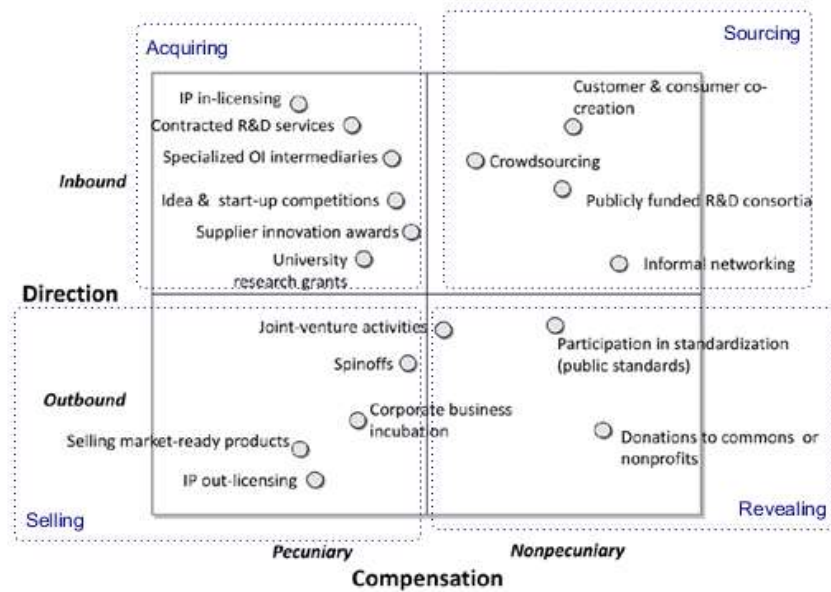 Acquiring
Sourcing
IP in-licensing
Contracted R&D services
Specialized OI intermediaries
Idea & start-up competitions
Supplier innovation awards
University
research grants
Customer & consumer co-
creation
Crowdsourcing
Publicly funded R&D consortia
Informal networking
Inbound
Direction
Outbound
Joint-venture activities
Spinoffs
Corporate business
incubation
Selling market-ready products
IP out-licensing
Participation in standardization
(public standards)
Donations to commons or
nonprofits
Selling
Revealing
Pecuniary
Nonpecuniary
Compensation